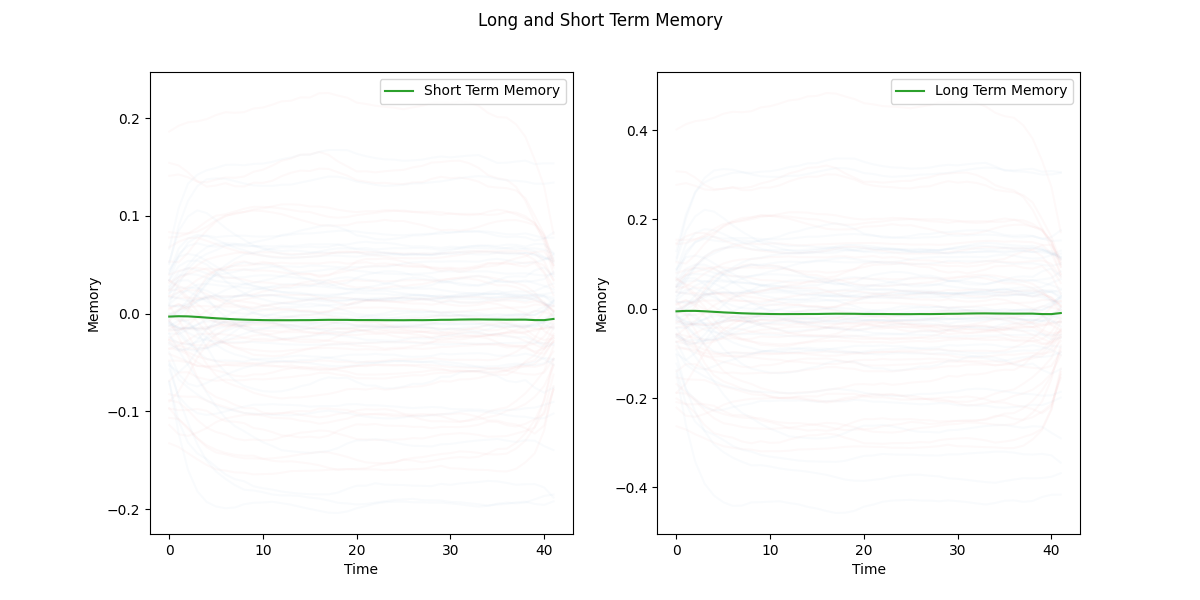 Long and Short Term Memory
Short Term Memory
0.2
0.1
0.0
−0.1
−0.2
Memory
0 10 20 30 40
Time
Long Term Memory
0.4
0.2
0.0
−0.2
−0.4
Memory
0 10 20 30 40
Time